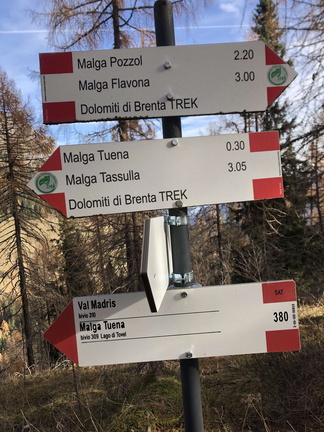 Malga Pozzol 2.20
Malga Flavona 3.00
Dolomiti di Brenta TREK
Malga Tuena 0.30
Malga Tassulla 3.05
Dolomiti di Brenta TREK
SAT
Val Madris
bivio 310
Malga Tuena 380
bivio 309 Lago di Tovel